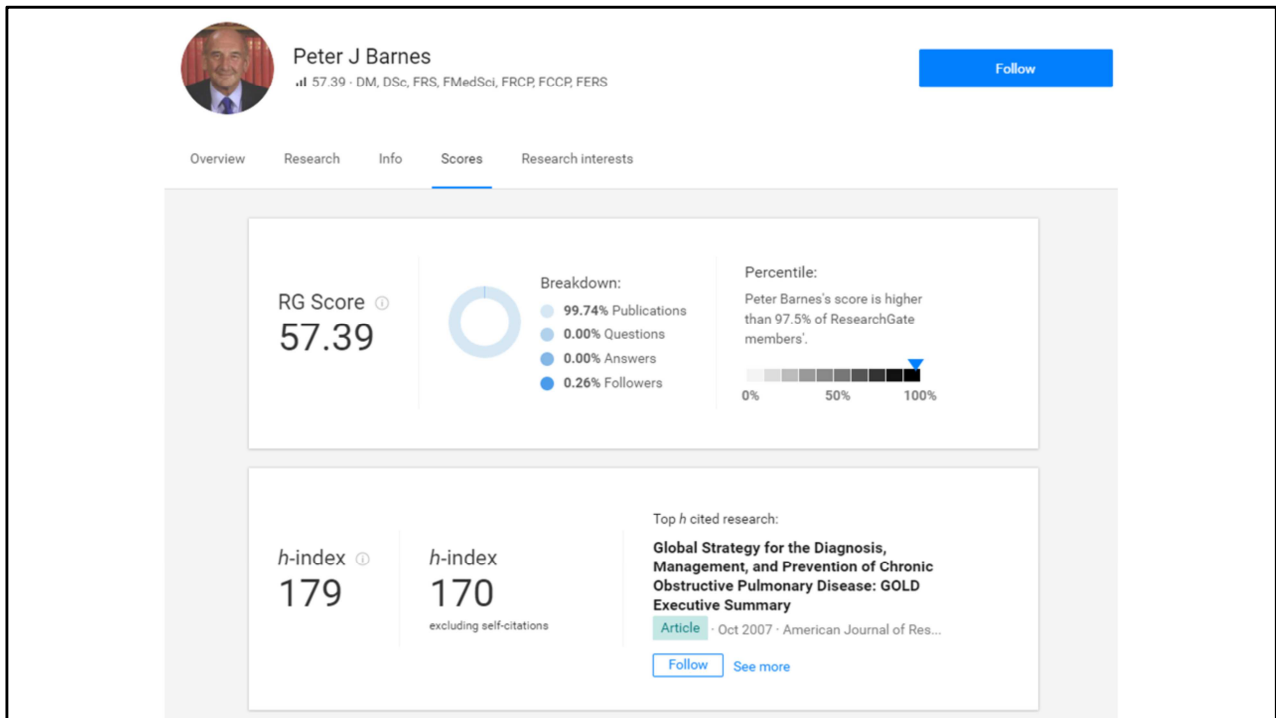 Peter J Barnes
57.39 · DM, DSc, FRS, FMedSci, FRCP, FCCP, FERS
Follow
Overview Research Info Scores Research interests
RG Score
57.39
Breakdown:
99.74% Publications
0.00% Questions
0.00% Answers
0.26% Followers
Percentile:
Peter Barnes's score is higher
than 97.5% of ResearchGate
members'.
0% 50% 100%
h-index
179
h-index
170
excluding self-citations
Top h cited research:
Global Strategy for the Diagnosis,
Management, and Prevention of Chronic
Obstructive Pulmonary Disease: GOLD
Executive Summary
Article · Oct 2007 · American Journal of Res...
Follow See more